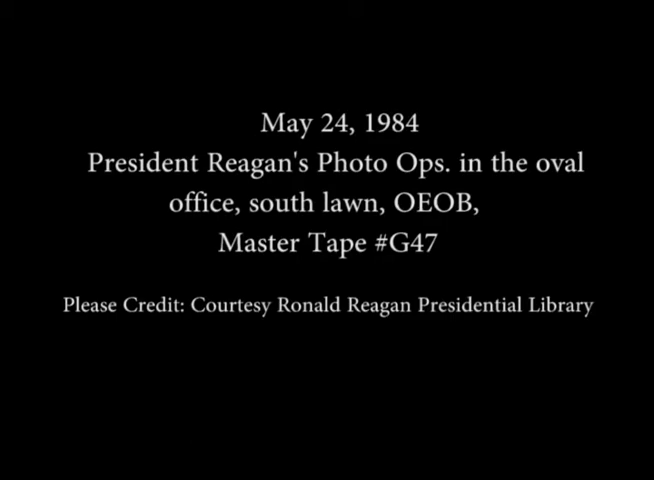 May 24, 1984
President Reagan's Photo Ops. in the oval
office, south lawn, OEOB,
Master Tape #G47
Please Credit: Courtesy Ronald Reagan Presidential Library